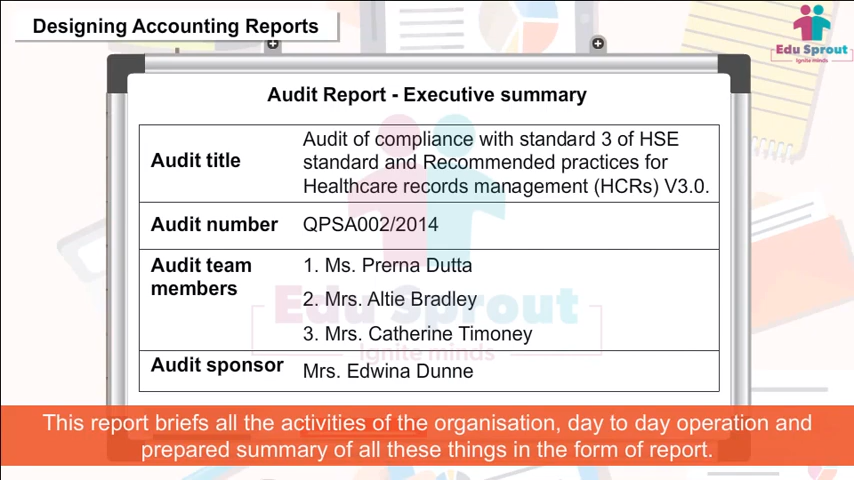 Designing Accounting Reports
Edu Sprout
Ignite minds
Audit Report - Executive summary
Audit title
Audit of compliance with standard 3 of HSE
standard and Recommended practices for
Healthcare records management (HCRs) V3.0.
Audit number
QPSA002/2014
Audit team
members
1. Ms. Prerna Dutta
2. Mrs. Altie Bradley
3. Mrs. Catherine Timoney
Audit sponsor
Mrs. Edwina Dunne
Edu Sprout
Ignite minds
This report briefs all the activities of the organisation, day to day operation and
prepared summary of all these things in the form of report.